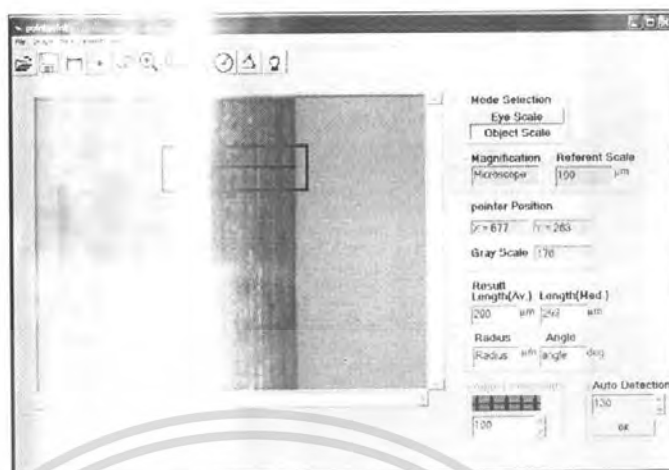 Mode Selection
Eye Scale
Object Scale
Magnification Referent Scale
Microscope 100 µm
pointer Position
X = 677 Y = 263
Gray Scale 170
Result
Length(Av.) Length(Med.)
200 µm µm
Radius Angle
Radius µm angle deg
Auto Detection
100 130
OK